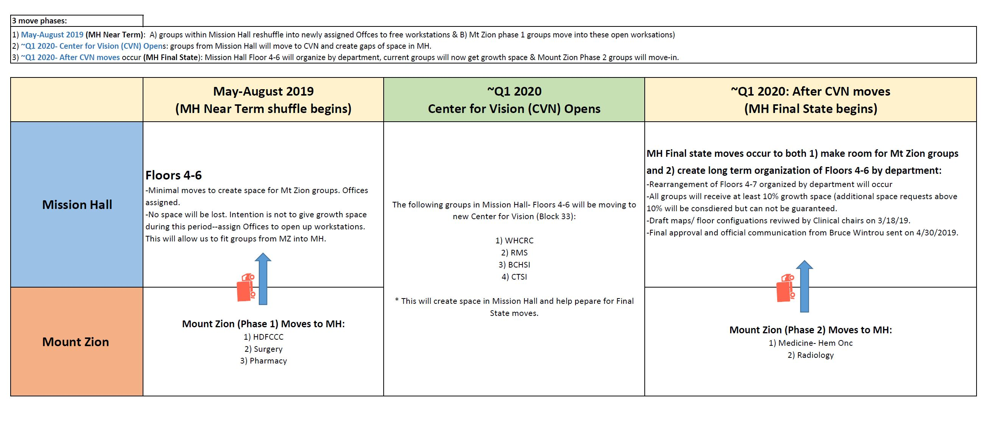 3 move phases:
1) May-August 2019 (MH Near Term): A) groups within Mission Hall reshuffle into newly assigned Offces to free workstations & B) Mt Zion phase 1 groups move into these open worksations)
2) ~Q1 2020- Center for Vision (CVN) Opens: groups from Mission Hall will move to CVN and create gaps of space in MH.
3) ~Q1 2020- After CVN moves occur (MH Final State): Mission Hall Floor 4-6 will organize by department, current groups will now get growth space & Mount Zion Phase 2 groups will move-in.
May-August 2019
(MH Near Term shuffle begins)
~Q1 2020
Center for Vision (CVN) Opens
~Q1 2020: After CVN moves
(MH Final State begins)
Mission Hall
Floors 4-6
-Minimal moves to create space for Mt Zion groups. Offices
assigned.
-No space will be lost. Intention is not to give growth space
during this period--assign Offices to open up workstations.
This will allow us to fit groups from MZ into MH.
The following groups in Mission Hall- Floors 4-6 will be moving to
new Center for Vision (Block 33):
1) WHCRC
2) RMS
3) BCHSI
4) CTSI
* This will create space in Mission Hall and help pepare for Final
State moves.
MH Final state moves occur to both 1) make room for Mt Zion groups
and 2) create long term organization of Floors 4-6 by department:
-Rearrangement of Floors 4-7 organized by department will occur
-All groups will receive at least 10% growth space (additional space requests above
10% will be consdiered but can not be guaranteed.
-Draft maps/ floor configuations reviwed by Clinical chairs on 3/18/19.
-Final approval and official communication from Bruce Wintrou sent on 4/30/2019.
Mount Zion
Mount Zion (Phase 1) Moves to MH:
1) HDFCCC
2) Surgery
3) Pharmacy
Mount Zion (Phase 2) Moves to MH:
1) Medicine- Hem Onc
2) Radiology